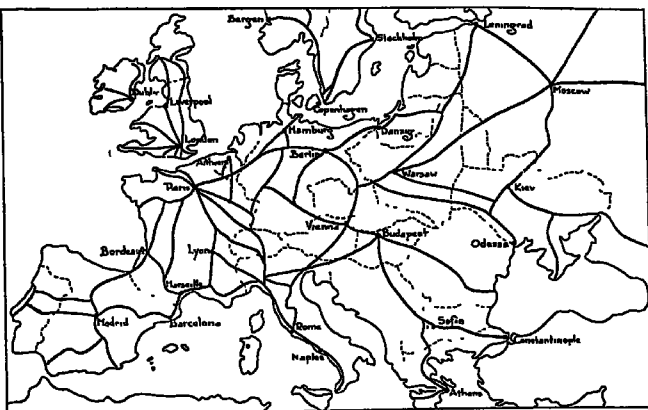 Bergen
Leningrad
Stockholm
Moscow
Dublin
Liverpool
Copenhagen
Hamburg
Danzig
London
Berlin
Antwerp
Warsaw
Paris
Kiev
Vienna
Budapest
Odessa
Bordeaux
Lyon
Marseille
Madrid
Barcelona
Rome
Sofia
Constantinople
Naples
Athens